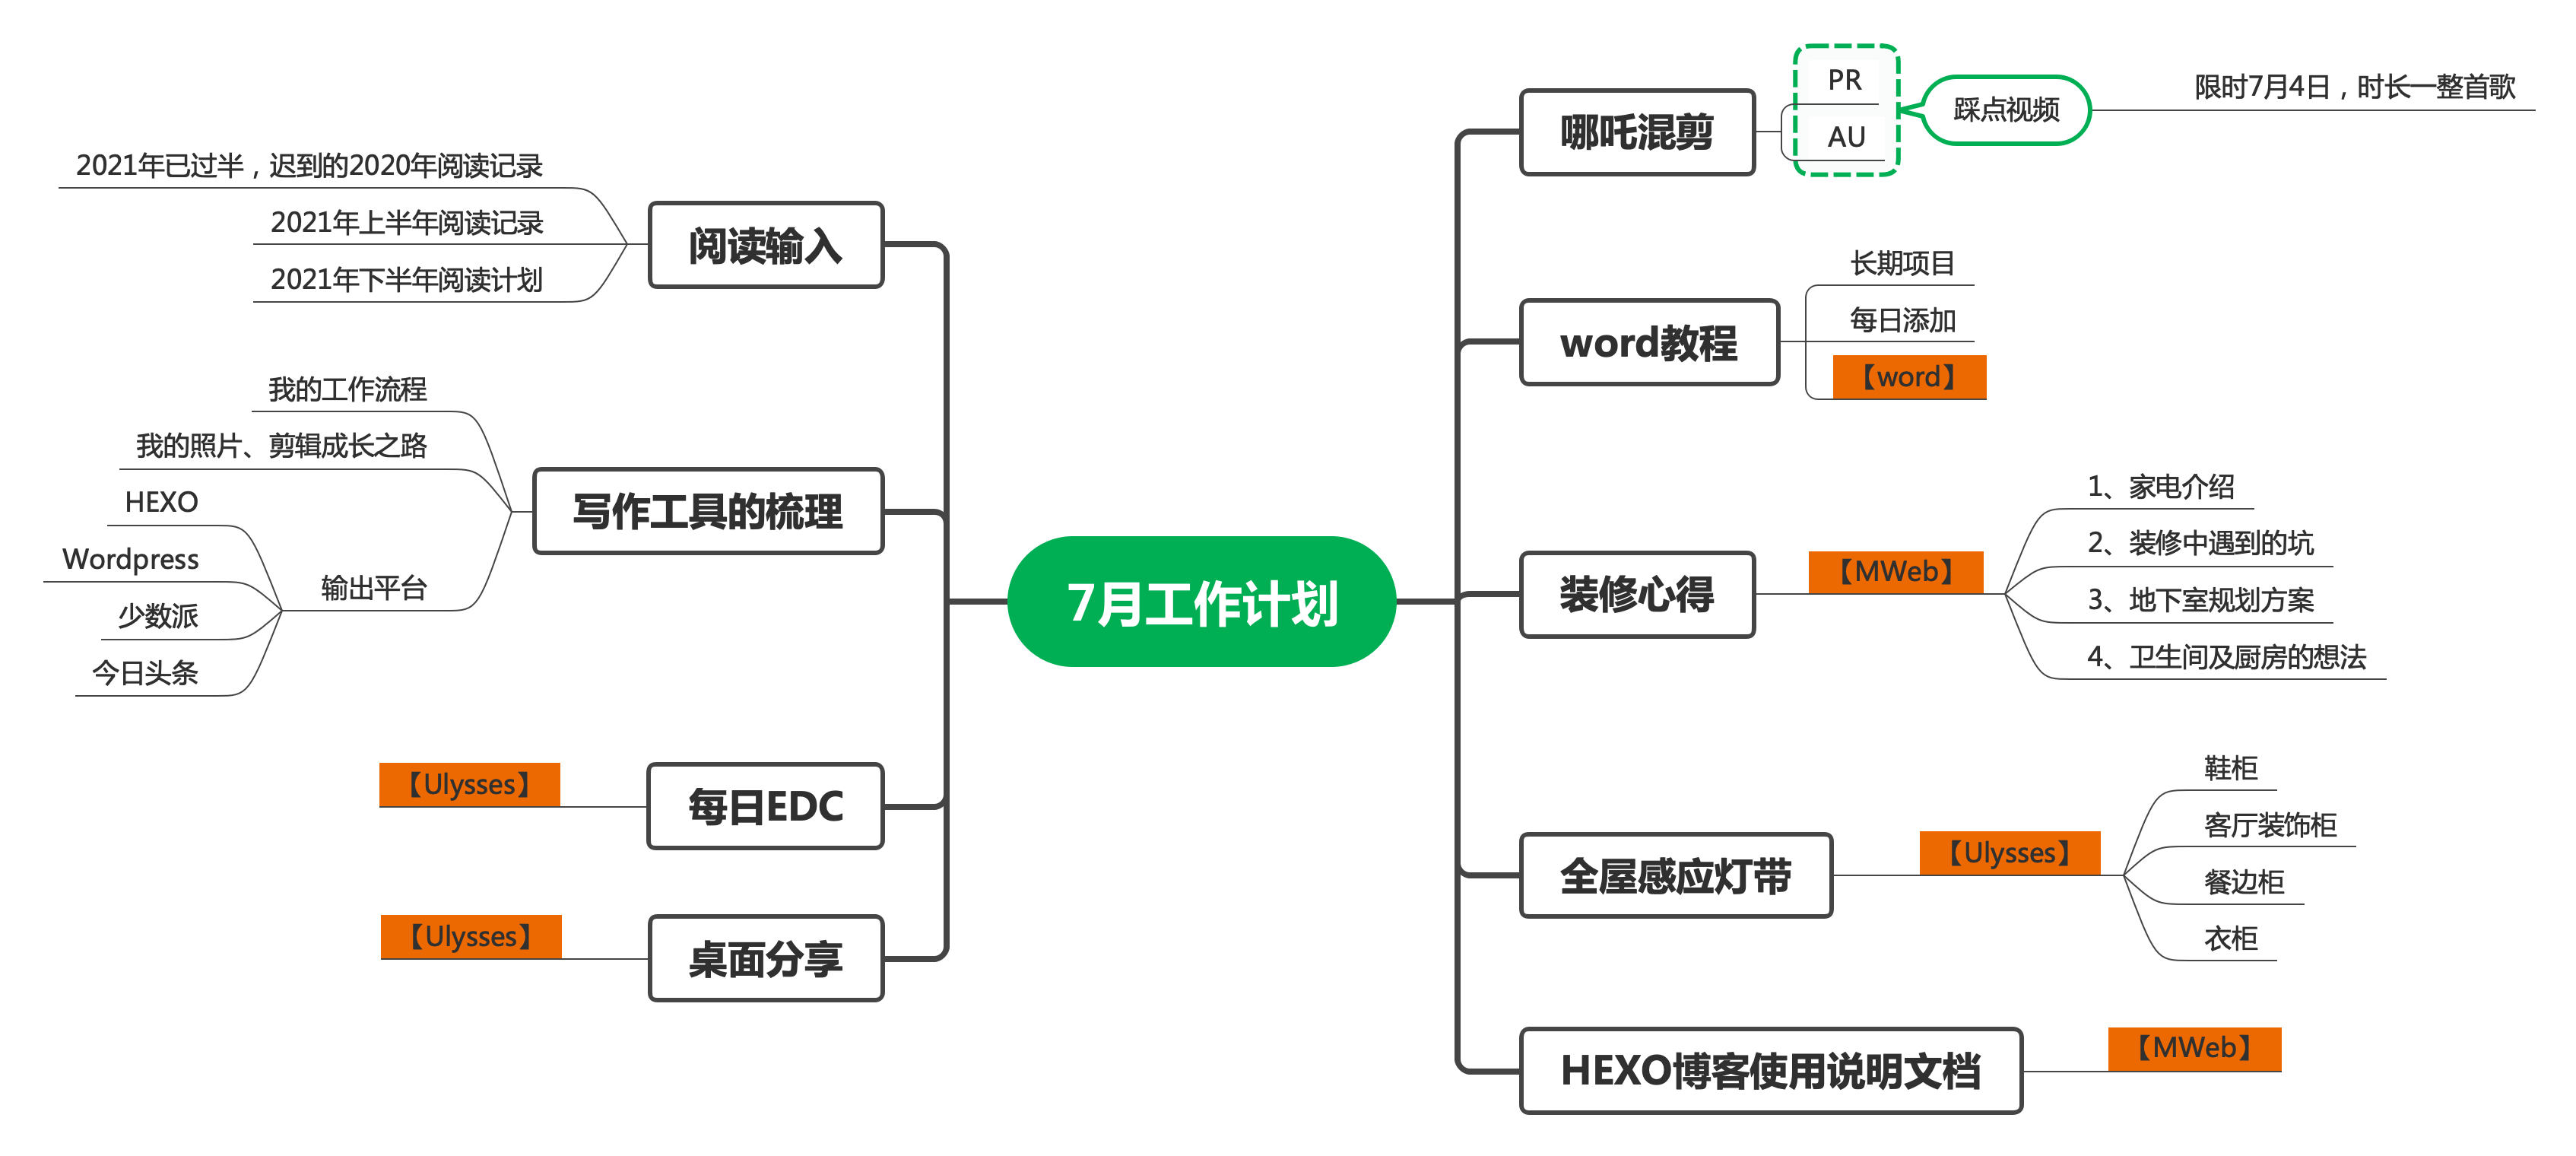 7月工作计划
哪吒混剪
PR
AU
踩点视频
限时7月4日，时长一整首歌
word教程
长期项目
每日添加
【word】
装修心得
【MWeb】
1、家电介绍
2、装修中遇到的坑
3、地下室规划方案
4、卫生间及厨房的想法
全屋感应灯带
【Ulysses】
鞋柜
客厅装饰柜
餐边柜
衣柜
HEXO博客使用说明文档
【MWeb】
阅读输入
2021年已过半，迟到的2020年阅读记录
2021年上半年阅读记录
2021年下半年阅读计划
写作工具的梳理
我的工作流程
我的照片、剪辑成长之路
输出平台
HEXO
Wordpress
少数派
今日头条
每日EDC
【Ulysses】
桌面分享
【Ulysses】